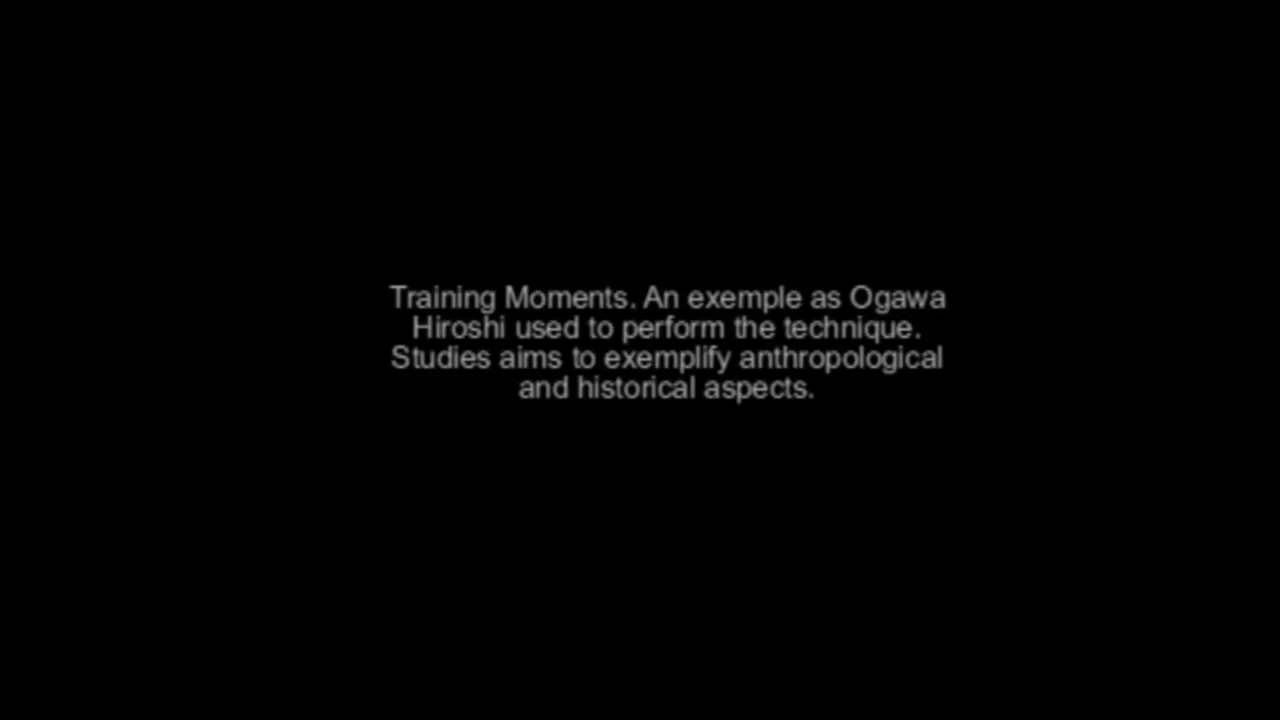 Training Moments. An exemple as Ogawa
Hiroshi used to perform the technique.
Studies aims to exemplify anthropological
and historical aspects.